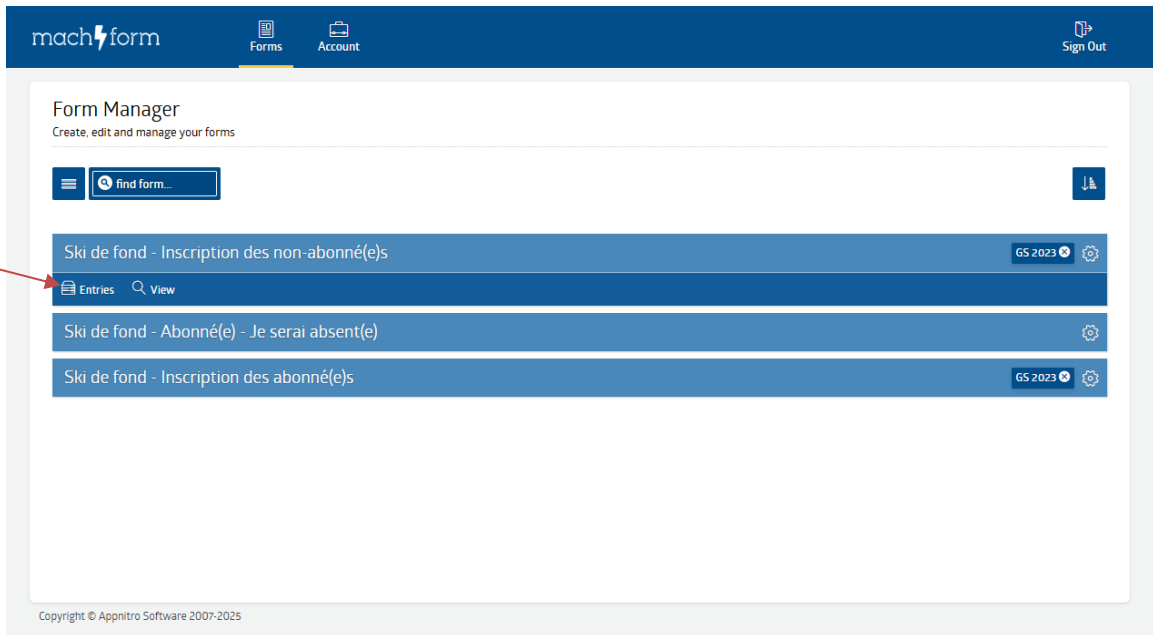 machform
Forms
Account
Sign Out
Form Manager
Create, edit and manage your forms
find form...
Ski de fond - Inscription des non-abonné(e)s
GS 2023
Entries
View
Ski de fond - Abonné(e) - Je serai absent(e)
Ski de fond - Inscription des abonné(e)s
GS 2023
Copyright © Appnitro Software 2007-2025